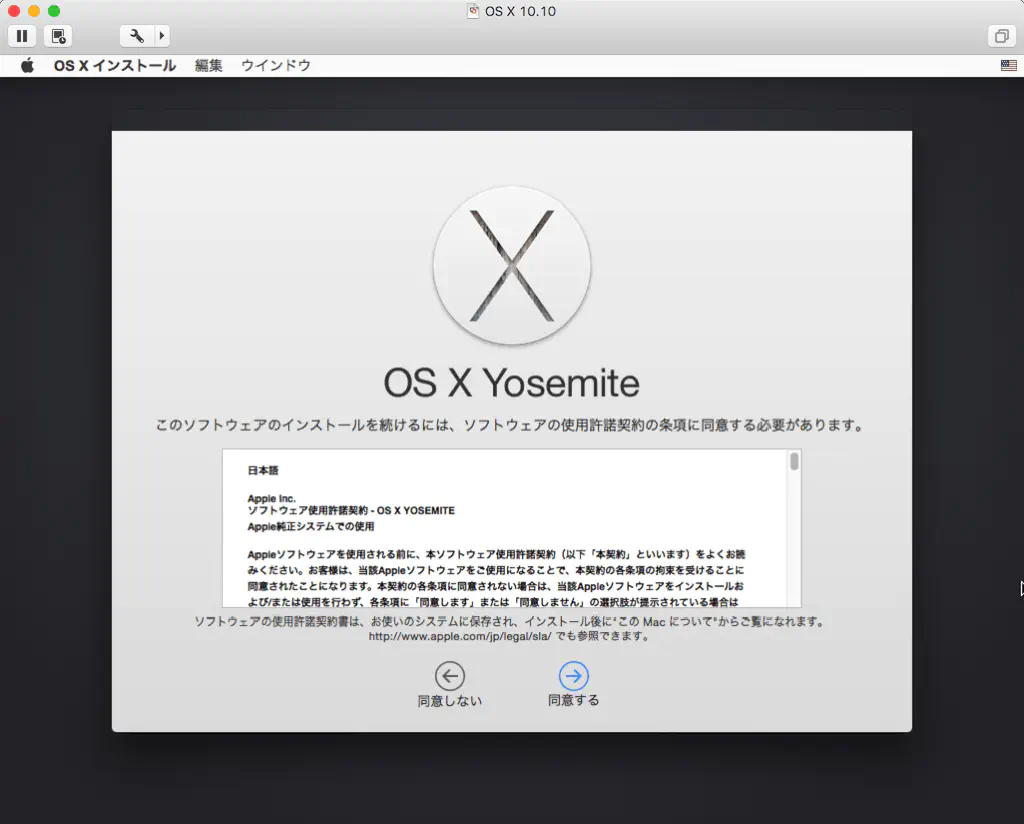 OS X 10.10
OS X インストール 編集 ウインドウ
OS X Yosemite
このソフトウェアのインストールを続けるには、ソフトウェアの使用許諾契約の条項に同意する必要があります。
日本語
Apple Inc.
ソフトウェア使用許諾契約 - OS X YOSEMITE
Apple純正システムでの使用
Appleソフトウェアを使用される前に、本ソフトウェア使用許諾契約（以下「本契約」といいます）をよくお読
みください。お客様は、当該Appleソフトウェアをご使用になることで、本契約の各条項の拘束を受けることに
同意されたことになります。本契約の各条項に同意されない場合は、当該Appleソフトウェアをインストールお
よび/または使用を行わず、各条項に「同意します」または「同意しません」の選択肢が提示されている場合は
ソフトウェアの使用許諾契約書は、お使いのシステムに保存され、インストール後に"この Mac について"からご覧になれます。
http://www.apple.com/jp/legal/sla/ でも参照できます。
同意しない 同意する